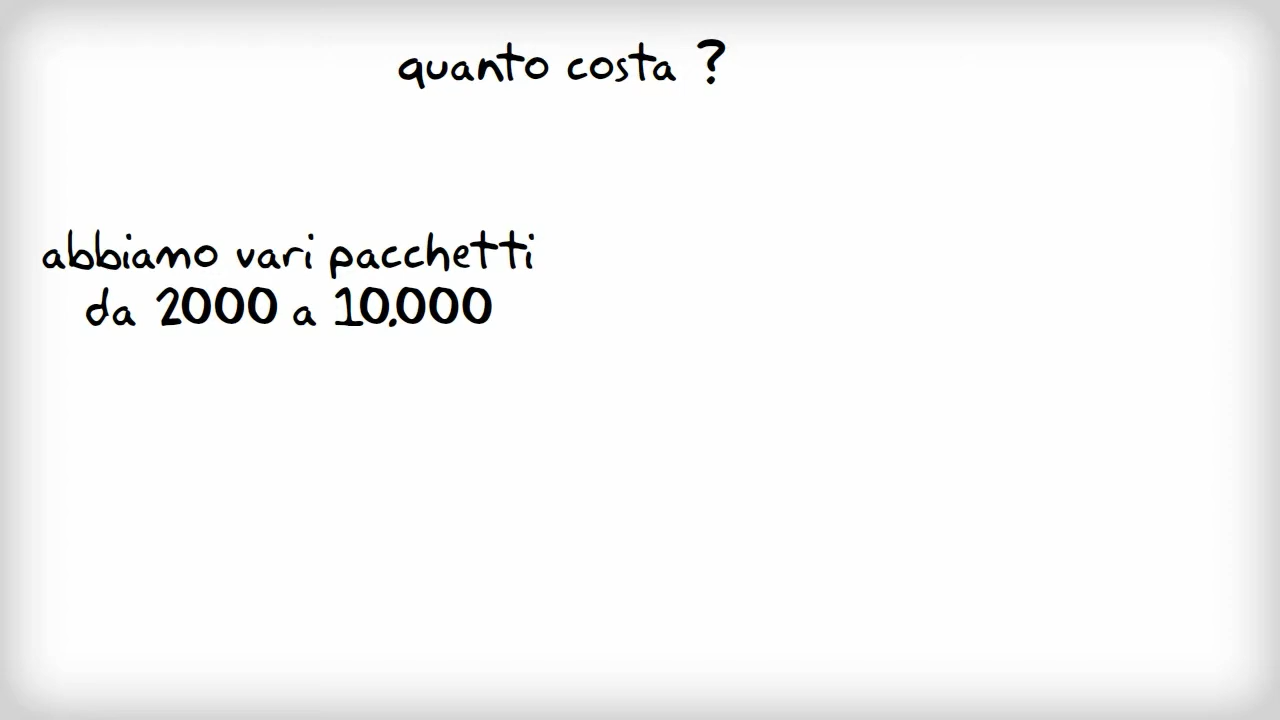 quanto costa ?
abbiamo vari pacchetti
da 2000 a 10.000